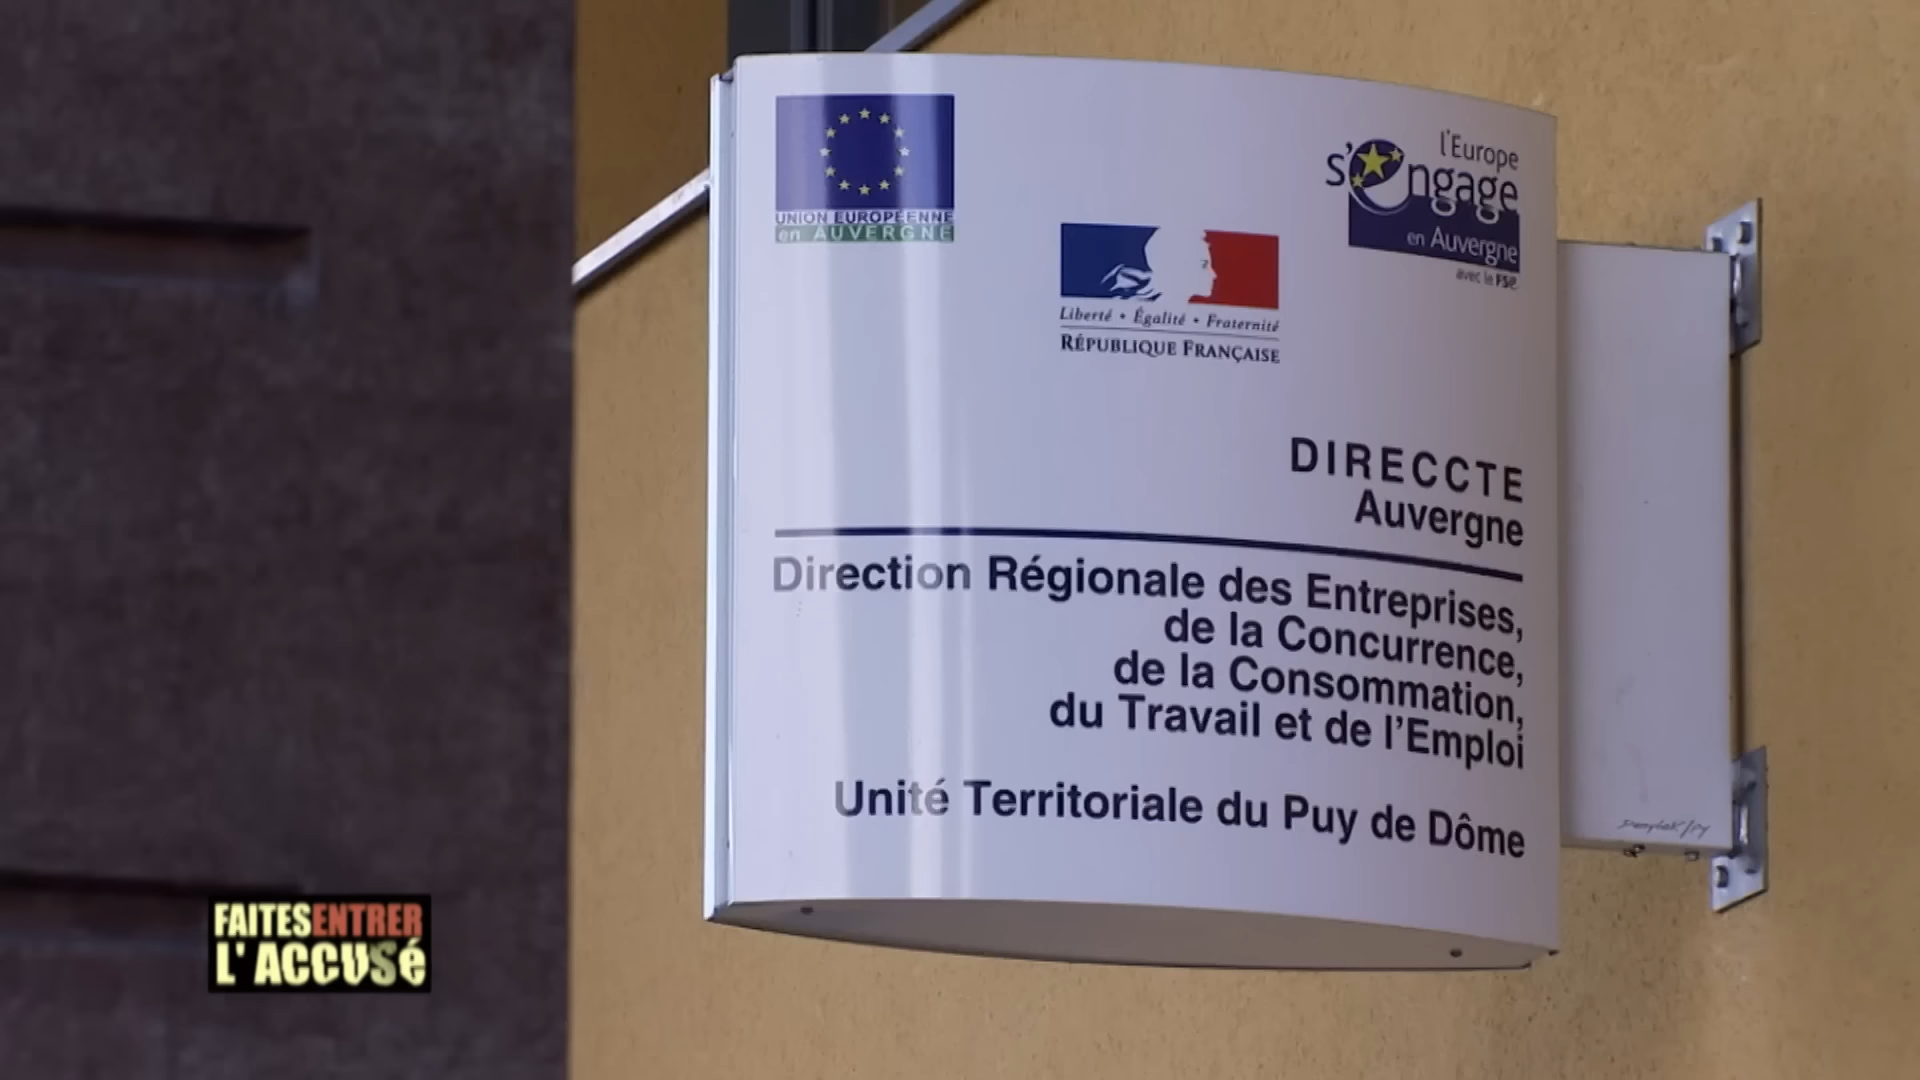 UNION EUROPÉENNE
en AUVERGNE
l'Europe
s'engage
en Auvergne
avec le FSE
Liberté • Égalité • Fraternité
RÉPUBLIQUE FRANÇAISE
DIRECCTE
Auvergne
Direction Régionale des Entreprises,
de la Concurrence,
de la Consommation,
du Travail et de l'Emploi
Unité Territoriale du Puy de Dôme
FAITES ENTRER
L'ACCUSÉ